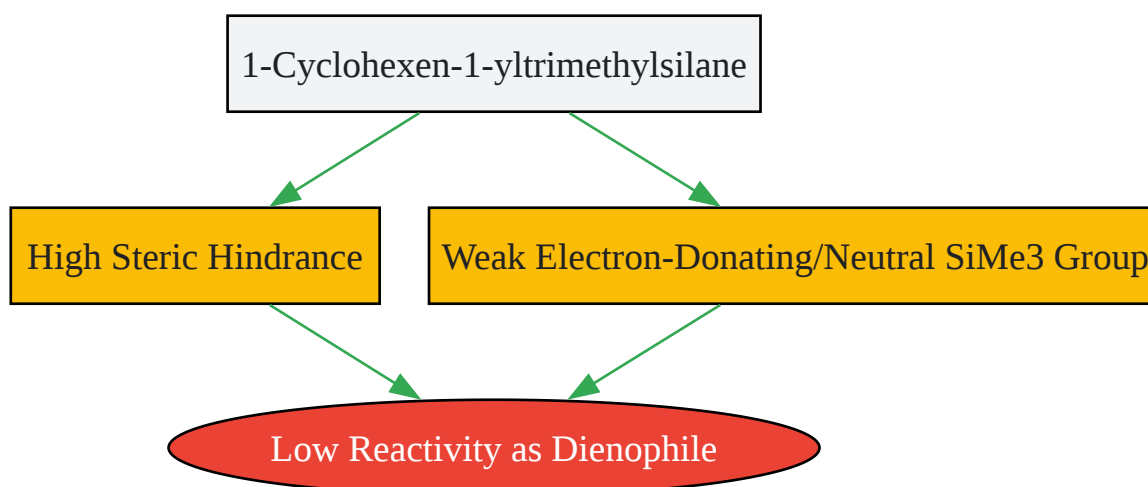 1-Cyclohexen-1-yltrimethylsilane
High Steric Hindrance
Weak Electron-Donating/Neutral SiMe3 Group
Low Reactivity as Dienophile